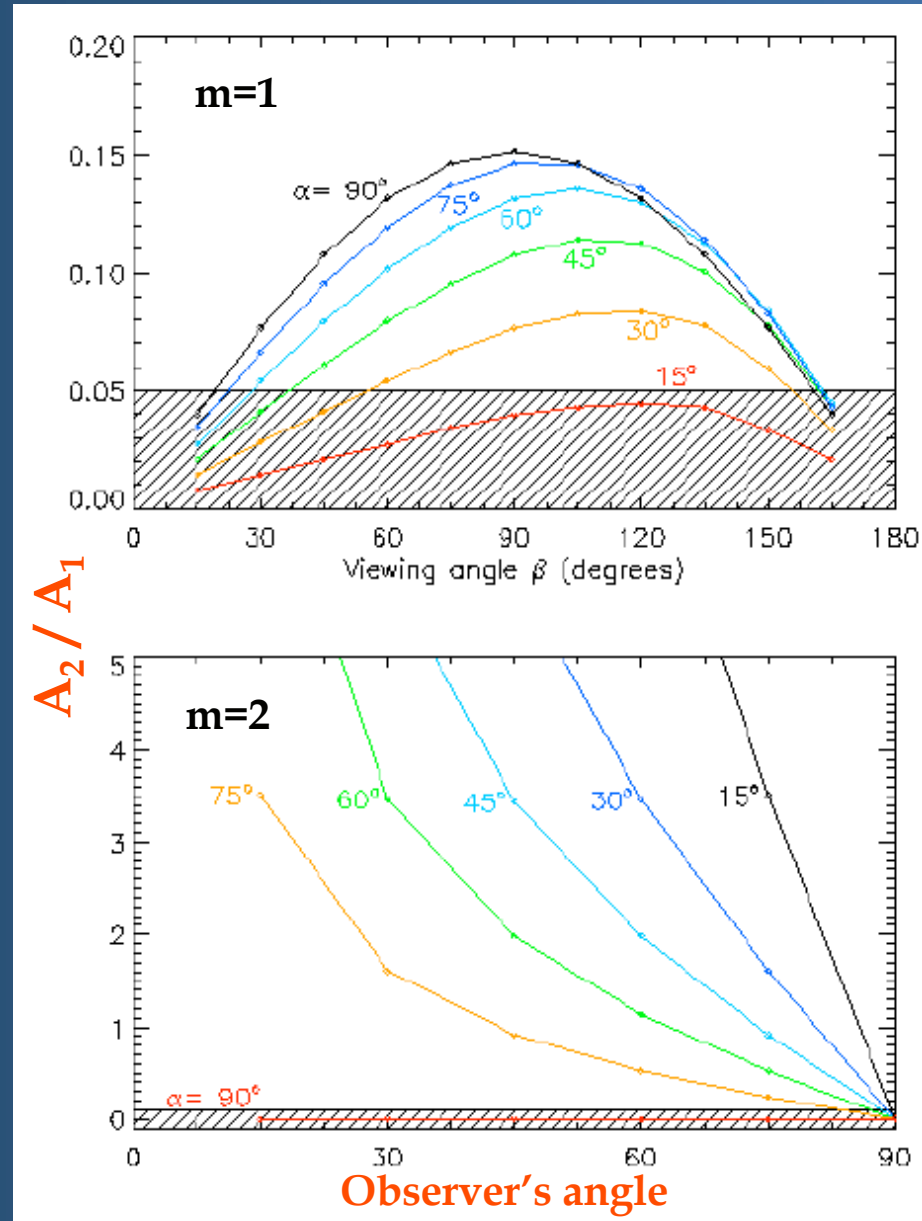 0.20
m=1
0.15
α= 90°
75°
60°
0.10
45°
30°
0.05
15°
0.00
0 30 60 90 120 150 180
Viewing angle β (degrees)
A2 / A1
5
m=2
4
75° 60° 45° 30° 15°
3
2
1
α= 90°
0
0 30 60 90
Observer's angle